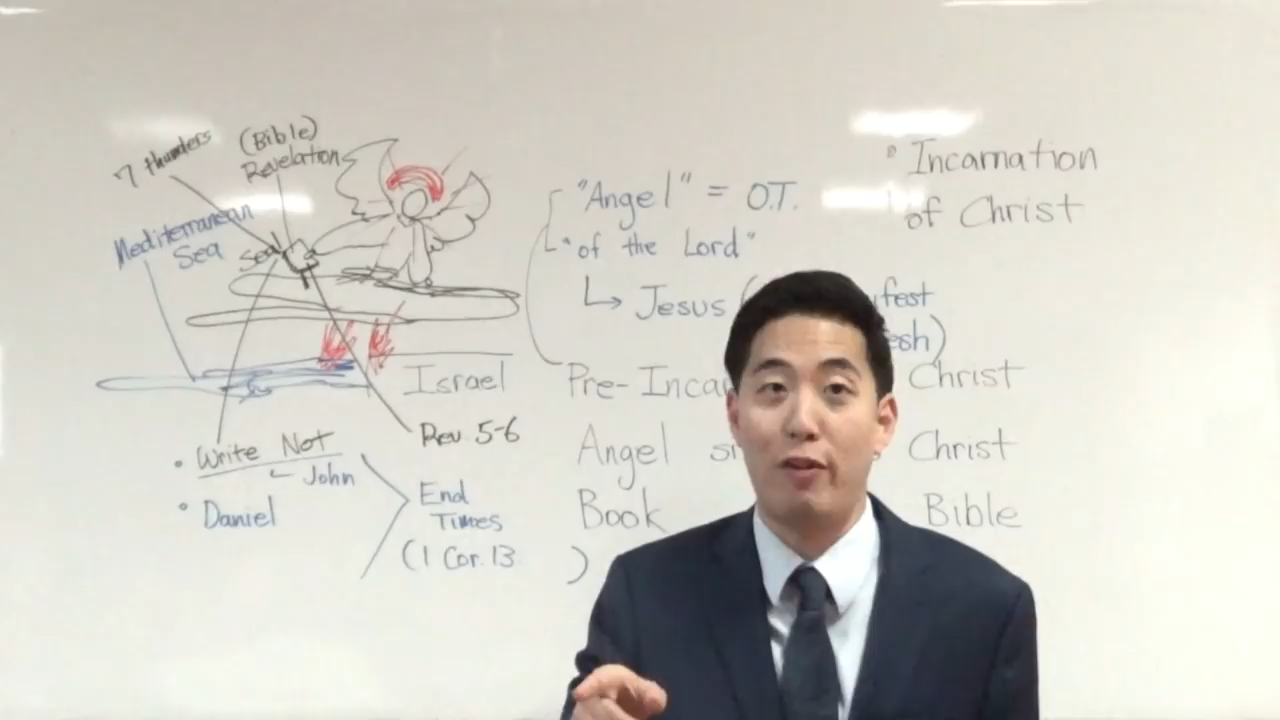 7 thunders
(Bible)
Revelation
Mediterranean
Sea
Seal
Israel
Rev. 5-6
• Write Not
John
• Daniel
End
Times
(1 Cor. 13 )
"Angel" = O.T.
"of the Lord"
↳ Jesus (
Pre-Incar Christ
Angel Christ
Book Bible
• Incarnation
of Christ